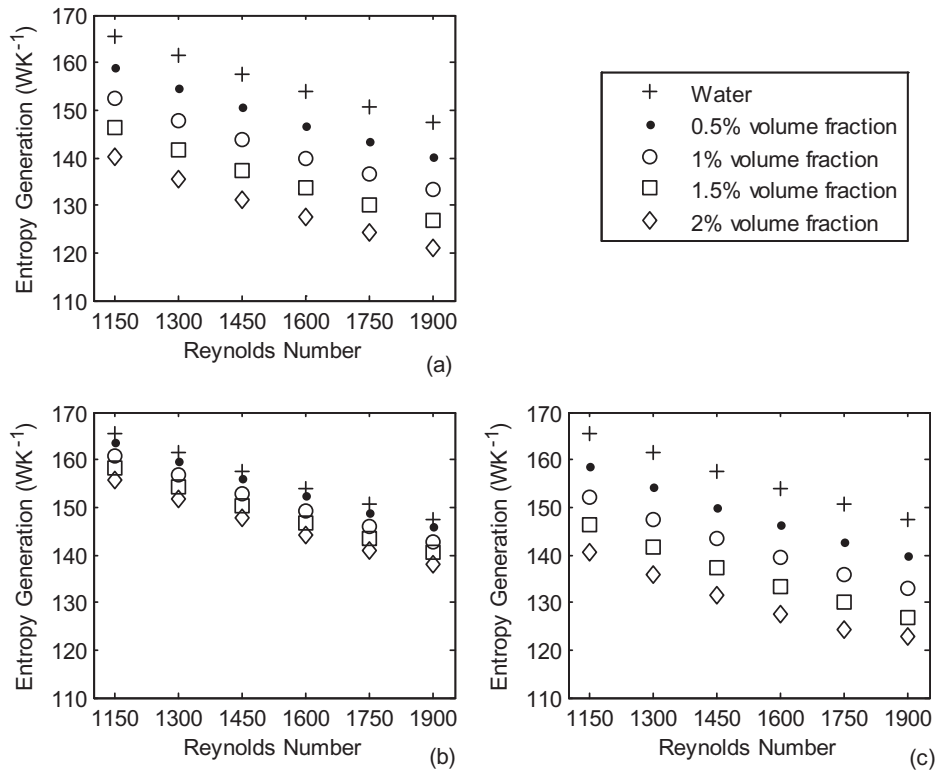 170
160
150
140
130
120
110
Entropy Generation (WK⁻¹)
1150 1300 1450 1600 1750 1900
Reynolds Number
(a)
Water
0.5% volume fraction
1% volume fraction
1.5% volume fraction
2% volume fraction
170
160
150
140
130
120
110
Entropy Generation (WK⁻¹)
1150 1300 1450 1600 1750 1900
Reynolds Number
(b)
170
160
150
140
130
120
110
Entropy Generation (WK⁻¹)
1150 1300 1450 1600 1750 1900
Reynolds Number
(c)